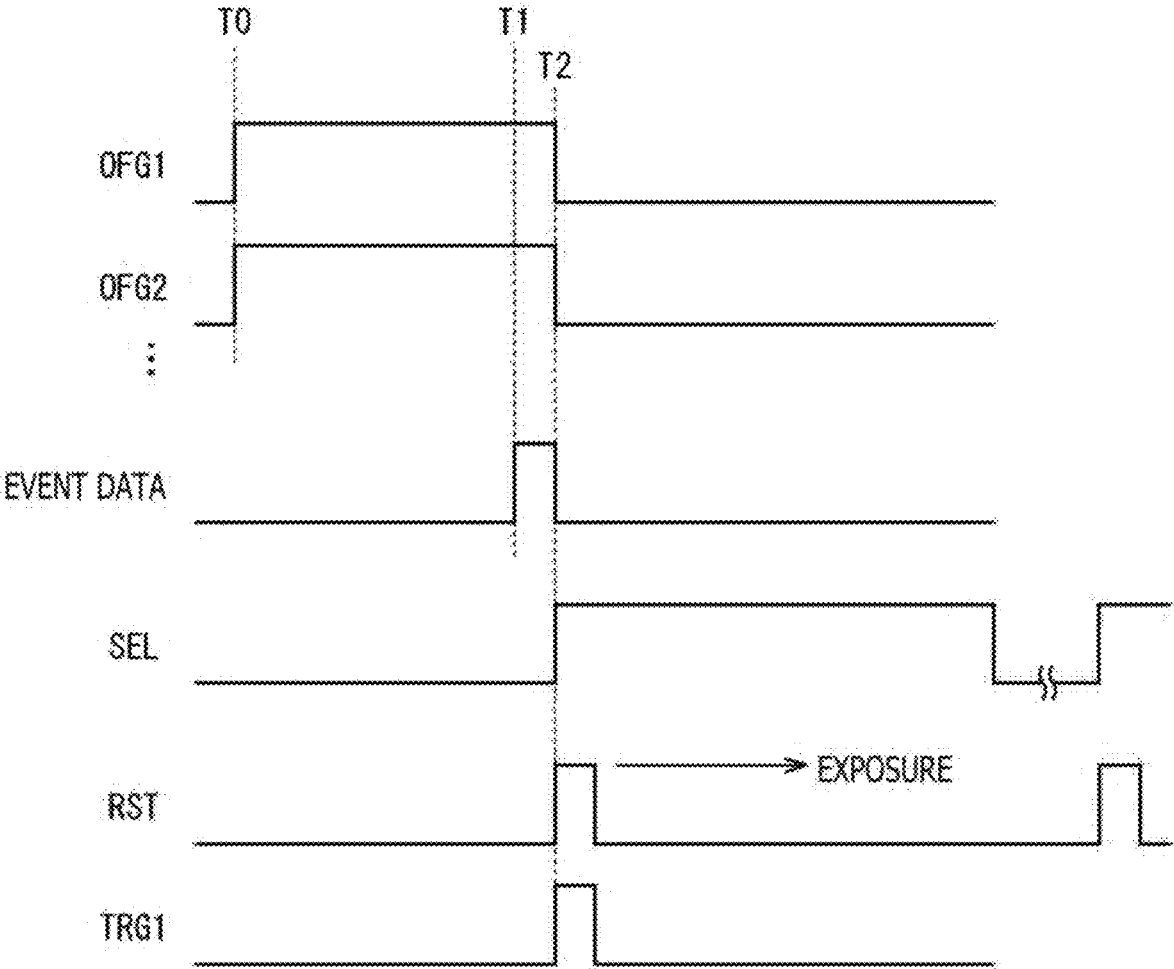 T0
T1
T2
OFG1
OFG2
⋮
EVENT DATA
SEL
RST
EXPOSURE
TRG1